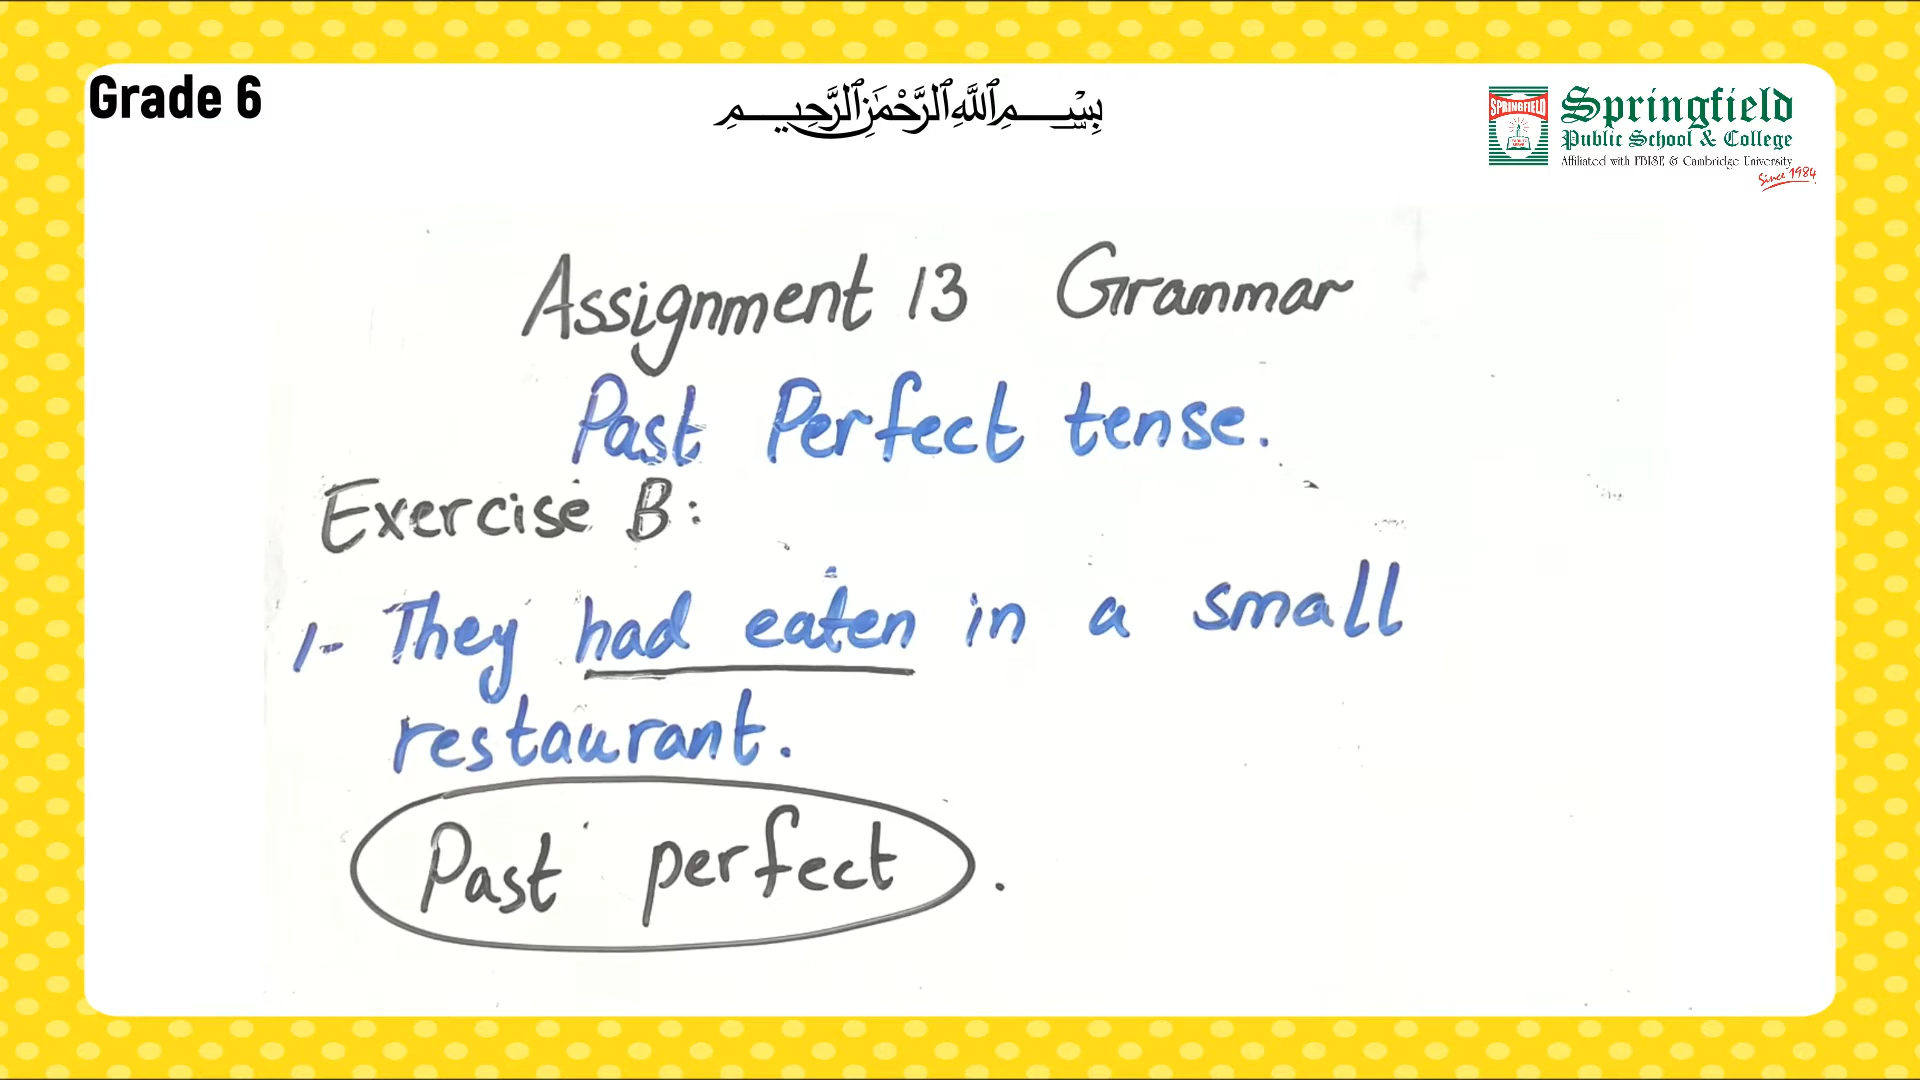 Grade 6
بِسْمِ ٱللَّهِ ٱلرَّحْمَٰنِ ٱلرَّحِيمِ
SPRINGFIELD
Springfield
Public School & College
Affiliated with FBISE & Cambridge University
Since 1984
Assignment 13 Grammar
Past Perfect tense.
Exercise B:
1- They had eaten in a small
restaurant.
Past perfect.